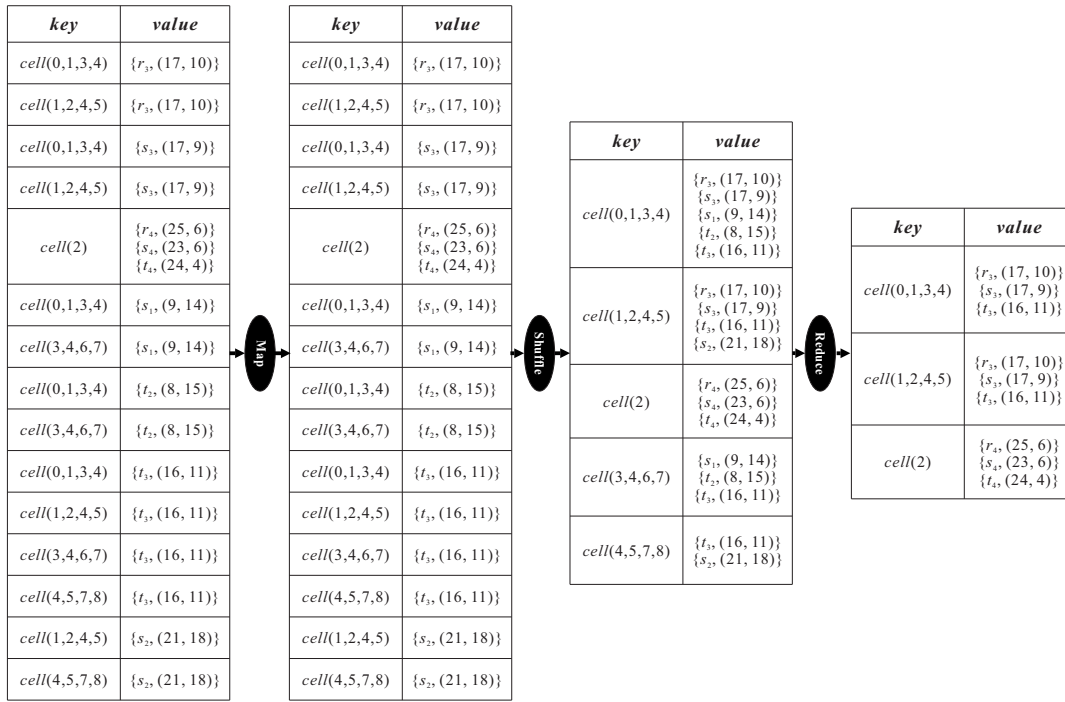 key value
cell(0,1,3,4) {r₃, (17, 10)}
cell(1,2,4,5) {r₃, (17, 10)}
cell(0,1,3,4) {s₃, (17, 9)}
cell(1,2,4,5) {s₃, (17, 9)}
cell(2) {r₄, (25, 6)}
{s₄, (23, 6)}
{t₄, (24, 4)}
cell(0,1,3,4) {s₁, (9, 14)}
cell(3,4,6,7) {s₁, (9, 14)}
cell(0,1,3,4) {t₂, (8, 15)}
cell(3,4,6,7) {t₂, (8, 15)}
cell(0,1,3,4) {t₃, (16, 11)}
cell(1,2,4,5) {t₃, (16, 11)}
cell(3,4,6,7) {t₃, (16, 11)}
cell(4,5,7,8) {t₃, (16, 11)}
cell(1,2,4,5) {s₂, (21, 18)}
cell(4,5,7,8) {s₂, (21, 18)}
Map
key value
cell(0,1,3,4) {r₃, (17, 10)}
cell(1,2,4,5) {r₃, (17, 10)}
cell(0,1,3,4) {s₃, (17, 9)}
cell(1,2,4,5) {s₃, (17, 9)}
cell(2) {r₄, (25, 6)}
{s₄, (23, 6)}
{t₄, (24, 4)}
cell(0,1,3,4) {s₁, (9, 14)}
cell(3,4,6,7) {s₁, (9, 14)}
cell(0,1,3,4) {t₂, (8, 15)}
cell(3,4,6,7) {t₂, (8, 15)}
cell(0,1,3,4) {t₃, (16, 11)}
cell(1,2,4,5) {t₃, (16, 11)}
cell(3,4,6,7) {t₃, (16, 11)}
cell(4,5,7,8) {t₃, (16, 11)}
cell(1,2,4,5) {s₂, (21, 18)}
cell(4,5,7,8) {s₂, (21, 18)}
Shuffle
key value
cell(0,1,3,4) {r₃, (17, 10)}
{s₃, (17, 9)}
{s₁, (9, 14)}
{t₂, (8, 15)}
{t₃, (16, 11)}
cell(1,2,4,5) {r₃, (17, 10)}
{s₃, (17, 9)}
{t₃, (16, 11)}
{s₂, (21, 18)}
cell(2) {r₄, (25, 6)}
{s₄, (23, 6)}
{t₄, (24, 4)}
cell(3,4,6,7) {s₁, (9, 14)}
{t₂, (8, 15)}
{t₃, (16, 11)}
cell(4,5,7,8) {t₃, (16, 11)}
{s₂, (21, 18)}
Reduce
key value
cell(0,1,3,4) {r₃, (17, 10)}
{s₃, (17, 9)}
{t₃, (16, 11)}
cell(1,2,4,5) {r₃, (17, 10)}
{s₃, (17, 9)}
{t₃, (16, 11)}
cell(2) {r₄, (25, 6)}
{s₄, (23, 6)}
{t₄, (24, 4)}